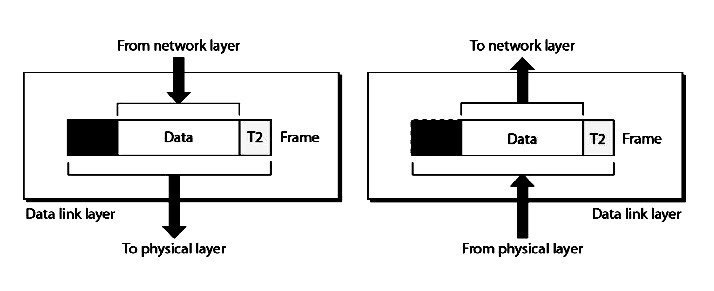 From network layer
To network layer
Data
T2
Frame
Data
T2
Frame
Data link layer
Data link layer
To physical layer
From physical layer